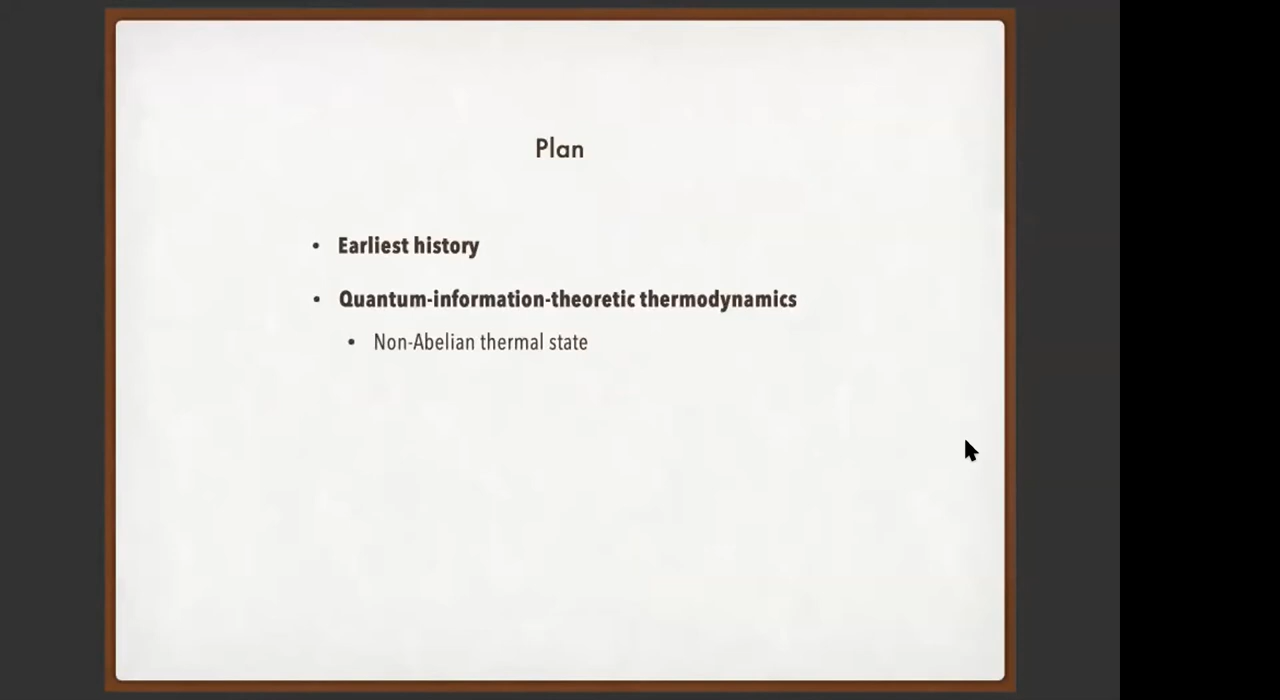 Plan
• Earliest history
• Quantum-information-theoretic thermodynamics
• Non-Abelian thermal state